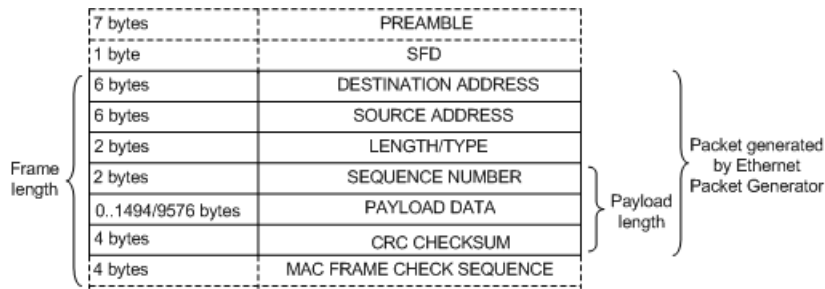 7 bytes PREAMBLE
1 byte SFD
6 bytes DESTINATION ADDRESS
6 bytes SOURCE ADDRESS
2 bytes LENGTH/TYPE
2 bytes SEQUENCE NUMBER
0..1494/9576 bytes PAYLOAD DATA
4 bytes CRC CHECKSUM
4 bytes MAC FRAME CHECK SEQUENCE
Frame
length
Payload
length
Packet generated
by Ethernet
Packet Generator